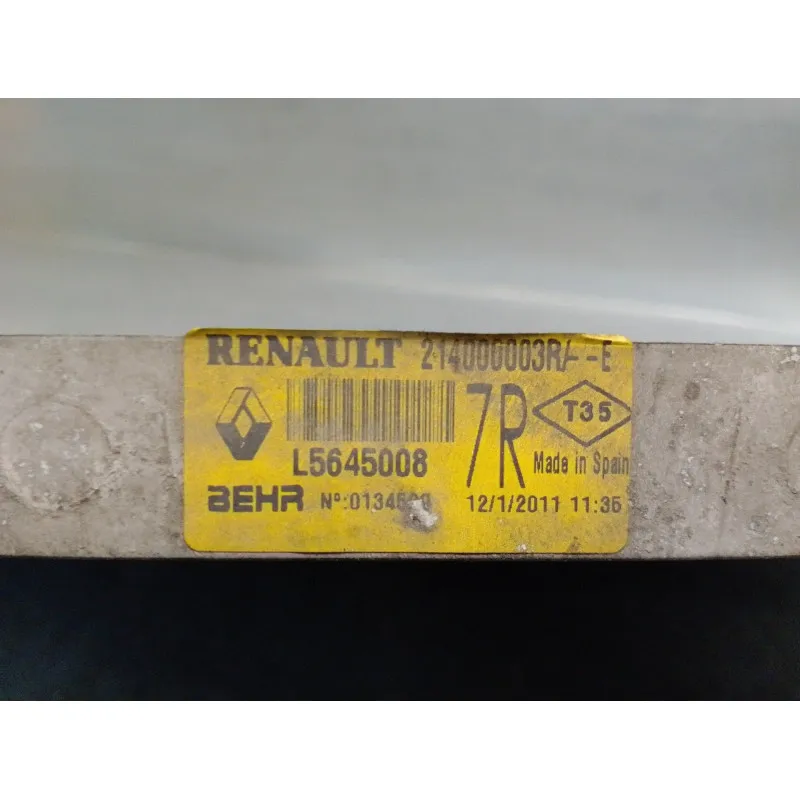 RENAULT 214000003R/--E
7R T35
L5645008 Made in Spain
BEHR 12/1/2011 11:35